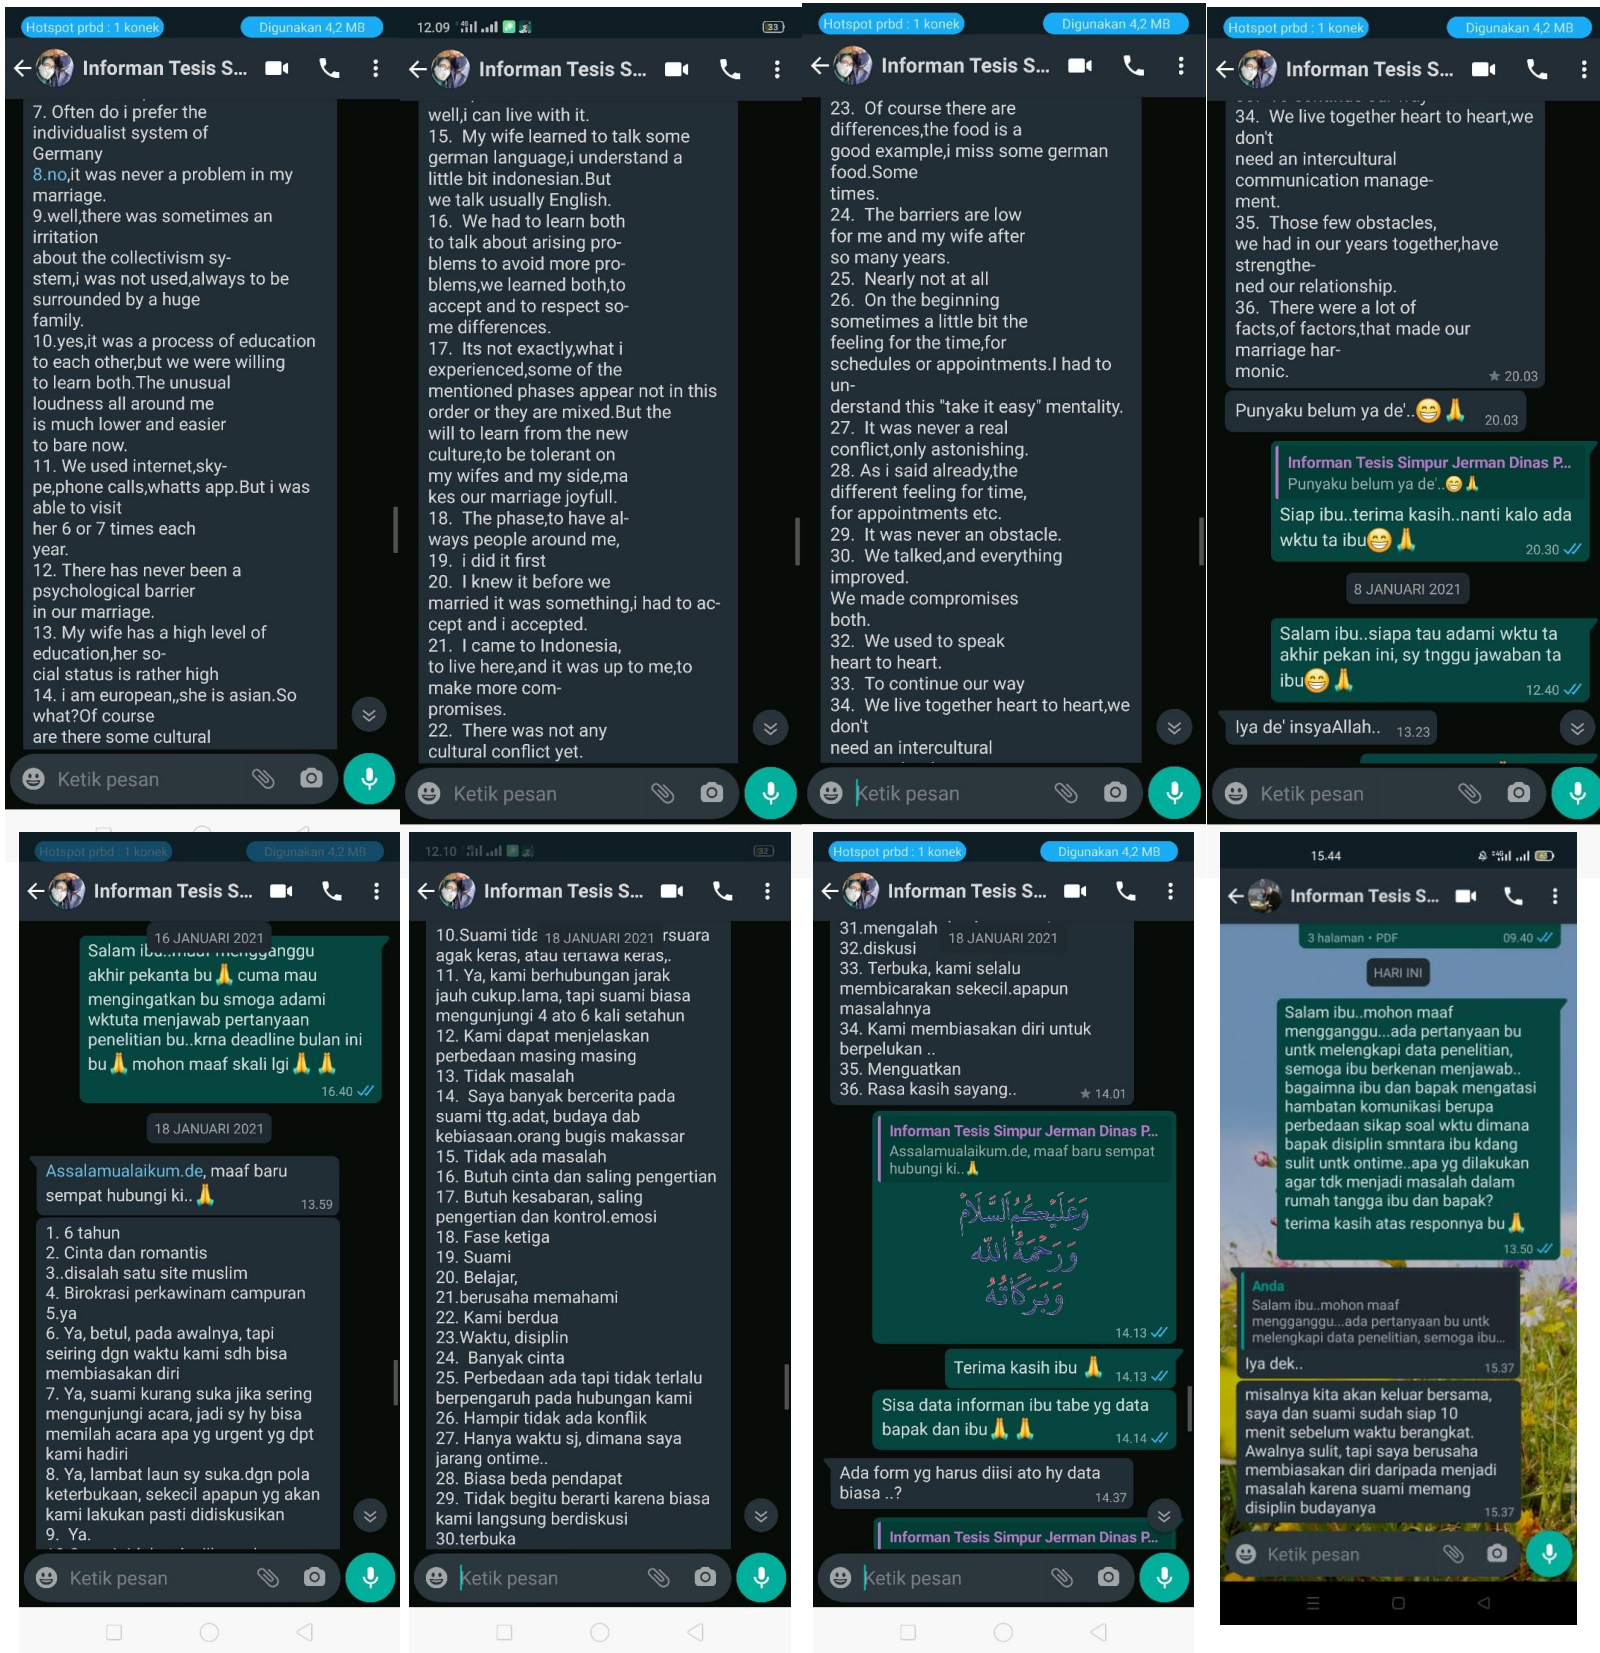 Hotspot prbd : 1 konek
Digunakan 4,2 MB
Informan Tesis S...
7. Often do i prefer the
individualist system of
Germany
8.no,it was never a problem in my
marriage.
9.well,there was sometimes an
irritation
about the collectivism sy-
stem,i was not used,always to be
surrounded by a huge
family.
10.yes,it was a process of education
to each other,but we were willing
to learn both.The unusual
loudness all around me
is much lower and easier
to bare now.
11. We used internet,sky-
pe,phone calls,whatts app.But i was
able to visit
her 6 or 7 times each
year.
12. There has never been a
psychological barrier
in our marriage.
13. My wife has a high level of
education,her so-
cial status is rather high
14. i am european,,she is asian.So
what?Of course
are there some cultural
Ketik pesan
12.09
33
Informan Tesis S...
well,i can live with it.
15. My wife learned to talk some
german language,i understand a
little bit indonesian.But
we talk usually English.
16. We had to learn both
to talk about arising pro-
blems to avoid more pro-
blems,we learned both,to
accept and to respect so-
me differences.
17. Its not exactly,what i
experienced,some of the
mentioned phases appear not in this
order or they are mixed.But the
will to learn from the new
culture,to be tolerant on
my wifes and my side,ma
kes our marriage joyfull.
18. The phase,to have al-
ways people around me,
19. i did it first
20. I knew it before we
married it was something,i had to ac-
cept and i accepted.
21. I came to Indonesia,
to live here,and it was up to me,to
make more com-
promises.
22. There was not any
cultural conflict yet.
Ketik pesan
Hotspot prbd : 1 konek
Digunakan 4,2 MB
Informan Tesis S...
23. Of course there are
differences,the food is a
good example,i miss some german
food.Some
times.
24. The barriers are low
for me and my wife after
so many years.
25. Nearly not at all
26. On the beginning
sometimes a little bit the
feeling for the time,for
schedules or appointments.I had to
un-
derstand this "take it easy" mentality.
27. It was never a real
conflict,only astonishing.
28. As i said already,the
different feeling for time,
for appointments etc.
29. It was never an obstacle.
30. We talked,and everything
improved.
We made compromises
both.
32. We used to speak
heart to heart.
33. To continue our way
34. We live together heart to heart,we
don't
need an intercultural
Ketik pesan
Hotspot prbd : 1 konek
Digunakan 4,2 MB
Informan Tesis S...
34. We live together heart to heart,we
don't
need an intercultural
communication manage-
ment.
35. Those few obstacles,
we had in our years together,have
strengthe-
ned our relationship.
36. There were a lot of
facts,of factors,that made our
marriage har-
monic.
★ 20.03
Punyaku belum ya de'..😁🙏
20.03
Informan Tesis Simpur Jerman Dinas P...
Punyaku belum ya de'..😁🙏
Siap ibu..terima kasih..nanti kalo ada
wktu ta ibu😁🙏
20.30
8 JANUARI 2021
Salam ibu..siapa tau adami wktu ta
akhir pekan ini, sy tnggu jawaban ta
ibu😁🙏
12.40
Iya de' insyaAllah..
13.23
Ketik pesan
Hotspot prbd : 1 konek
Digunakan 4,2 MB
Informan Tesis S...
16 JANUARI 2021
Salam
akhir pekanta bu🙏 cuma mau
mengingatkan bu smoga adami
wktuta menjawab pertanyaan
penelitian bu..krna deadline bulan ini
bu🙏 mohon maaf skali lgi🙏🙏
16.40
18 JANUARI 2021
Assalamualaikum.de, maaf baru
sempat hubungi ki..🙏
13.59
1. 6 tahun
2. Cinta dan romantis
3..disalah satu site muslim
4. Birokrasi perkawinam campuran
5.ya
6. Ya, betul, pada awalnya, tapi
seiring dgn waktu kami sdh bisa
membiasakan diri
7. Ya, suami kurang suka jika sering
mengunjungi acara, jadi sy hy bisa
memilah acara apa yg urgent yg dpt
kami hadiri
8. Ya, lambat laun sy suka.dgn pola
keterbukaan, sekecil apapun yg akan
kami lakukan pasti didiskusikan
9. Ya.
Ketik pesan
12.10
32
Informan Tesis S...
18 JANUARI 2021
10.Suami
agak keras, atau tertawa keras,.
11. Ya, kami berhubungan jarak
jauh cukup.lama, tapi suami biasa
mengunjungi 4 ato 6 kali setahun
12. Kami dapat menjelaskan
perbedaan masing masing
13. Tidak masalah
14. Saya banyak bercerita pada
suami ttg.adat, budaya dab
kebiasaan.orang bugis makassar
15. Tidak ada masalah
16. Butuh cinta dan saling pengertian
17. Butuh kesabaran, saling
pengertian dan kontrol.emosi
18. Fase ketiga
19. Suami
20. Belajar,
21.berusaha memahami
22. Kami berdua
23.Waktu, disiplin
24. Banyak cinta
25. Perbedaan ada tapi tidak terlalu
berpengaruh pada hubungan kami
26. Hampir tidak ada konflik
27. Hanya waktu sj, dimana saya
jarang ontime..
28. Biasa beda pendapat
29. Tidak begitu berarti karena biasa
kami langsung berdiskusi
30.terbuka
Ketik pesan
Hotspot prbd : 1 konek
Digunakan 4,2 MB
Informan Tesis S...
18 JANUARI 2021
31.mengalah
32.diskusi
33. Terbuka, kami selalu
membicarakan sekecil.apapun
masalahnya
34. Kami membiasakan diri untuk
berpelukan ..
35. Menguatkan
36. Rasa kasih sayang..
★ 14.01
Informan Tesis Simpur Jerman Dinas P...
Assalamualaikum.de, maaf baru sempat
hubungi ki..🙏
وَعَلَيْكُمُ السَّلَامُ
وَرَحْمَةُ اللّٰهِ
وَبَرَكَاتُهُ
14.13
Terima kasih ibu 🙏
14.13
Sisa data informan ibu tabe yg data
bapak dan ibu🙏🙏
14.14
Ada form yg harus diisi ato hy data
biasa ..?
14.37
Informan Tesis Simpur Jerman Dinas P...
Ketik pesan
15.44
Informan Tesis S...
3 halaman • PDF
09.40
HARI INI
Salam ibu..mohon maaf
mengganggu...ada pertanyaan bu
untk melengkapi data penelitian,
semoga ibu berkenan menjawab..
bagaimna ibu dan bapak mengatasi
hambatan komunikasi berupa
perbedaan sikap soal wktu dimana
bapak disiplin smntara ibu kdang
sulit untk ontime..apa yg dilakukan
agar tdk menjadi masalah dalam
rumah tangga ibu dan bapak?
terima kasih atas responnya bu🙏
13.50
Anda
Salam ibu..mohon maaf
mengganggu...ada pertanyaan bu untk
melengkapi data penelitian, semoga ibu...
Iya dek..
15.37
misalnya kita akan keluar bersama,
saya dan suami sudah siap 10
menit sebelum waktu berangkat.
Awalnya sulit, tapi saya berusaha
membiasakan diri daripada menjadi
masalah karena suami memang
disiplin budayanya
15.37
Ketik pesan